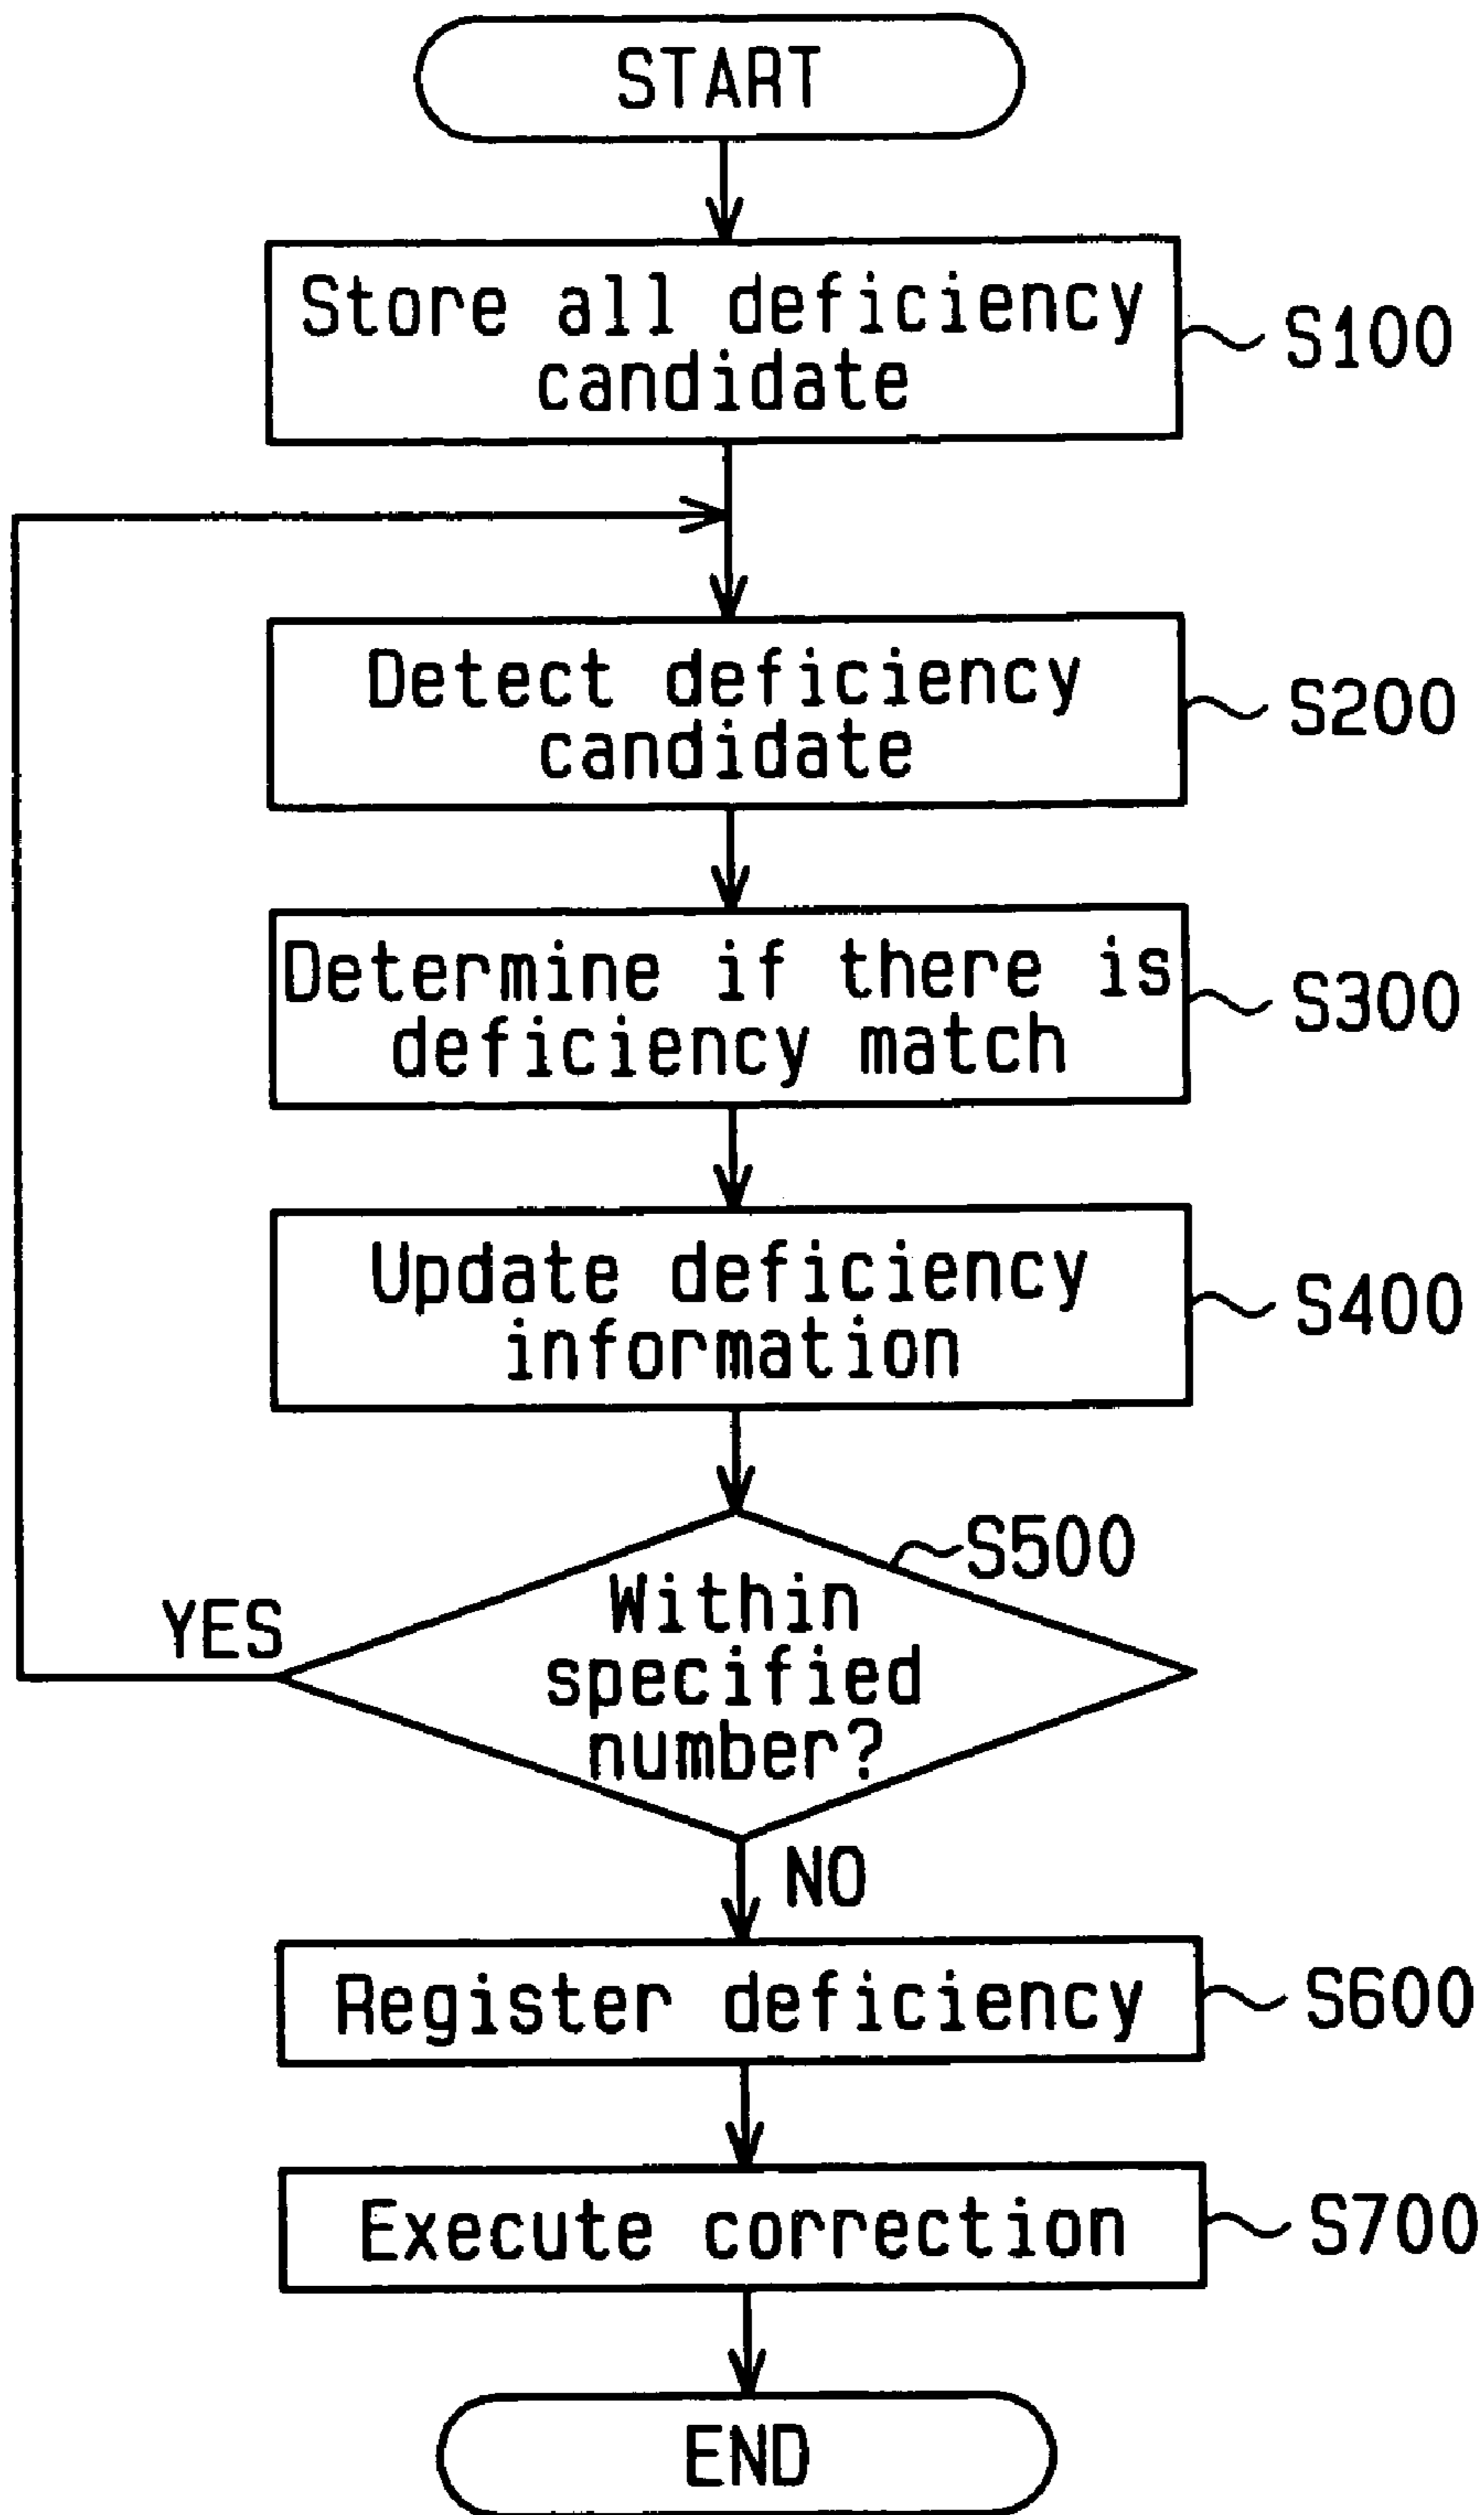 START
Store all deficiency
candidate
S100
Detect deficiency
candidate
S200
Determine if there is
deficiency match
S300
Update deficiency
information
S400
S500
Within
specified
number?
YES
NO
Register deficiency
S600
Execute correction
S700
END